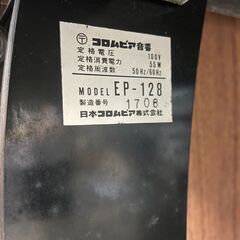 〒 コロムビア音響
定格電圧 100V
定格消費電力 55W
定格周波数 50Hz/60Hz
MODEL EP-128
製造番号 1706
日本コロムビア株式会社